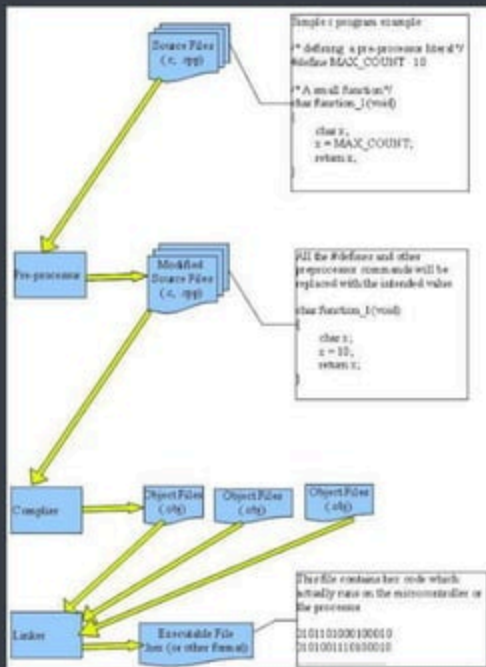 Source Files
(.c, .cpp)
Simple c program example
/* defining a pre-processor literal */
#define MAX_COUNT 10
/* A small function */
char function_1(void)
{
char x;
x = MAX_COUNT;
return x;
}
Pre-processor
Modified
Source Files
(.c, .cpp)
All the #defines and other
preprocessor commands will be
replaced with the intended value
char function_1(void)
{
char x;
x = 10;
return x;
}
Complier
Object Files
(.obj)
Object Files
(.obj)
Object Files
(.obj)
Linker
Executable File
.hex (or other format)
This file contains hex code which
actually runs on the microcontroller or
the processor